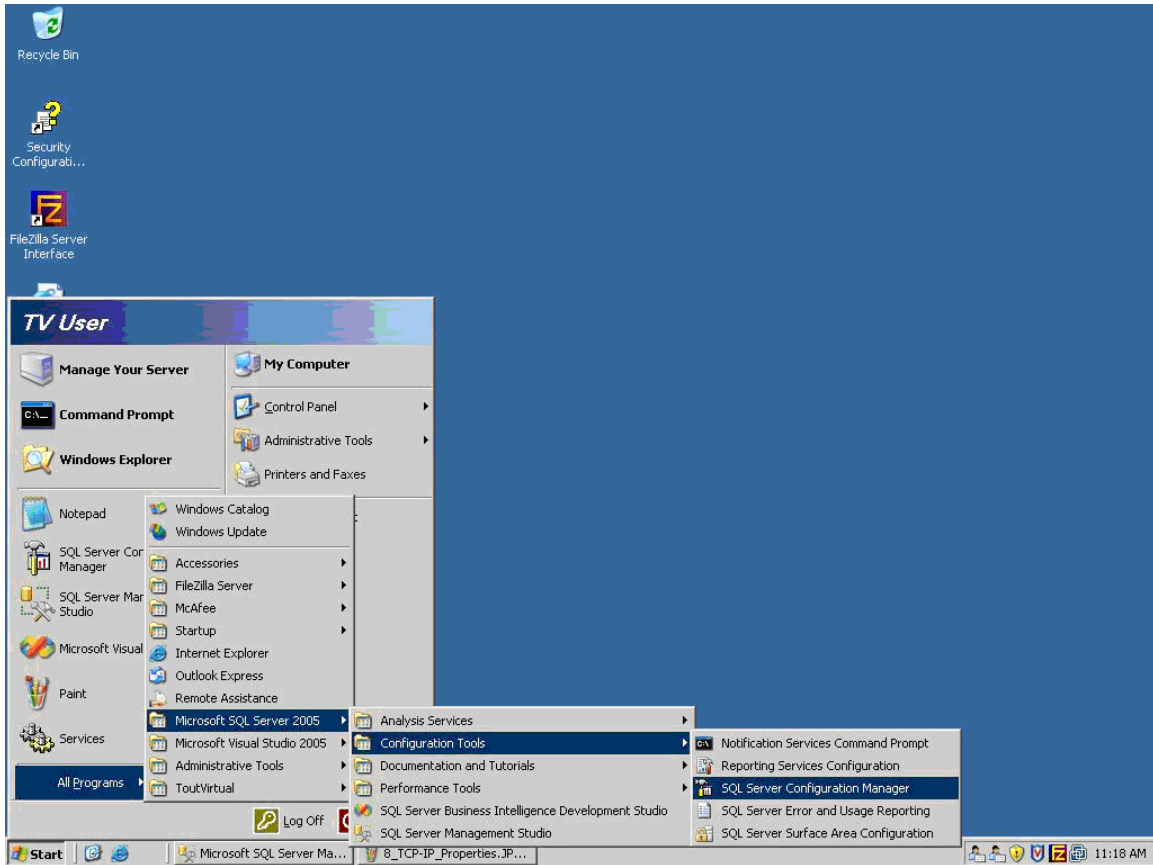 Recycle Bin
Security
Configurati...
FileZilla Server
Interface
TV User
Manage Your Server
Command Prompt
Windows Explorer
Notepad
SQL Server Cor
Manager
SQL Server Mar
Studio
Microsoft Visual
Paint
Services
All Programs
My Computer
Control Panel
Administrative Tools
Printers and Faxes
Windows Catalog
Windows Update
Accessories
FileZilla Server
McAfee
Startup
Internet Explorer
Outlook Express
Remote Assistance
Microsoft SQL Server 2005
Microsoft Visual Studio 2005
Administrative Tools
ToutVirtual
Analysis Services
Configuration Tools
Documentation and Tutorials
Performance Tools
SQL Server Business Intelligence Development Studio
SQL Server Management Studio
Notification Services Command Prompt
Reporting Services Configuration
SQL Server Configuration Manager
SQL Server Error and Usage Reporting
SQL Server Surface Area Configuration
Log Off
Start
Microsoft SQL Server Ma...
8_TCP-IP_Properties.JP...
11:18 AM